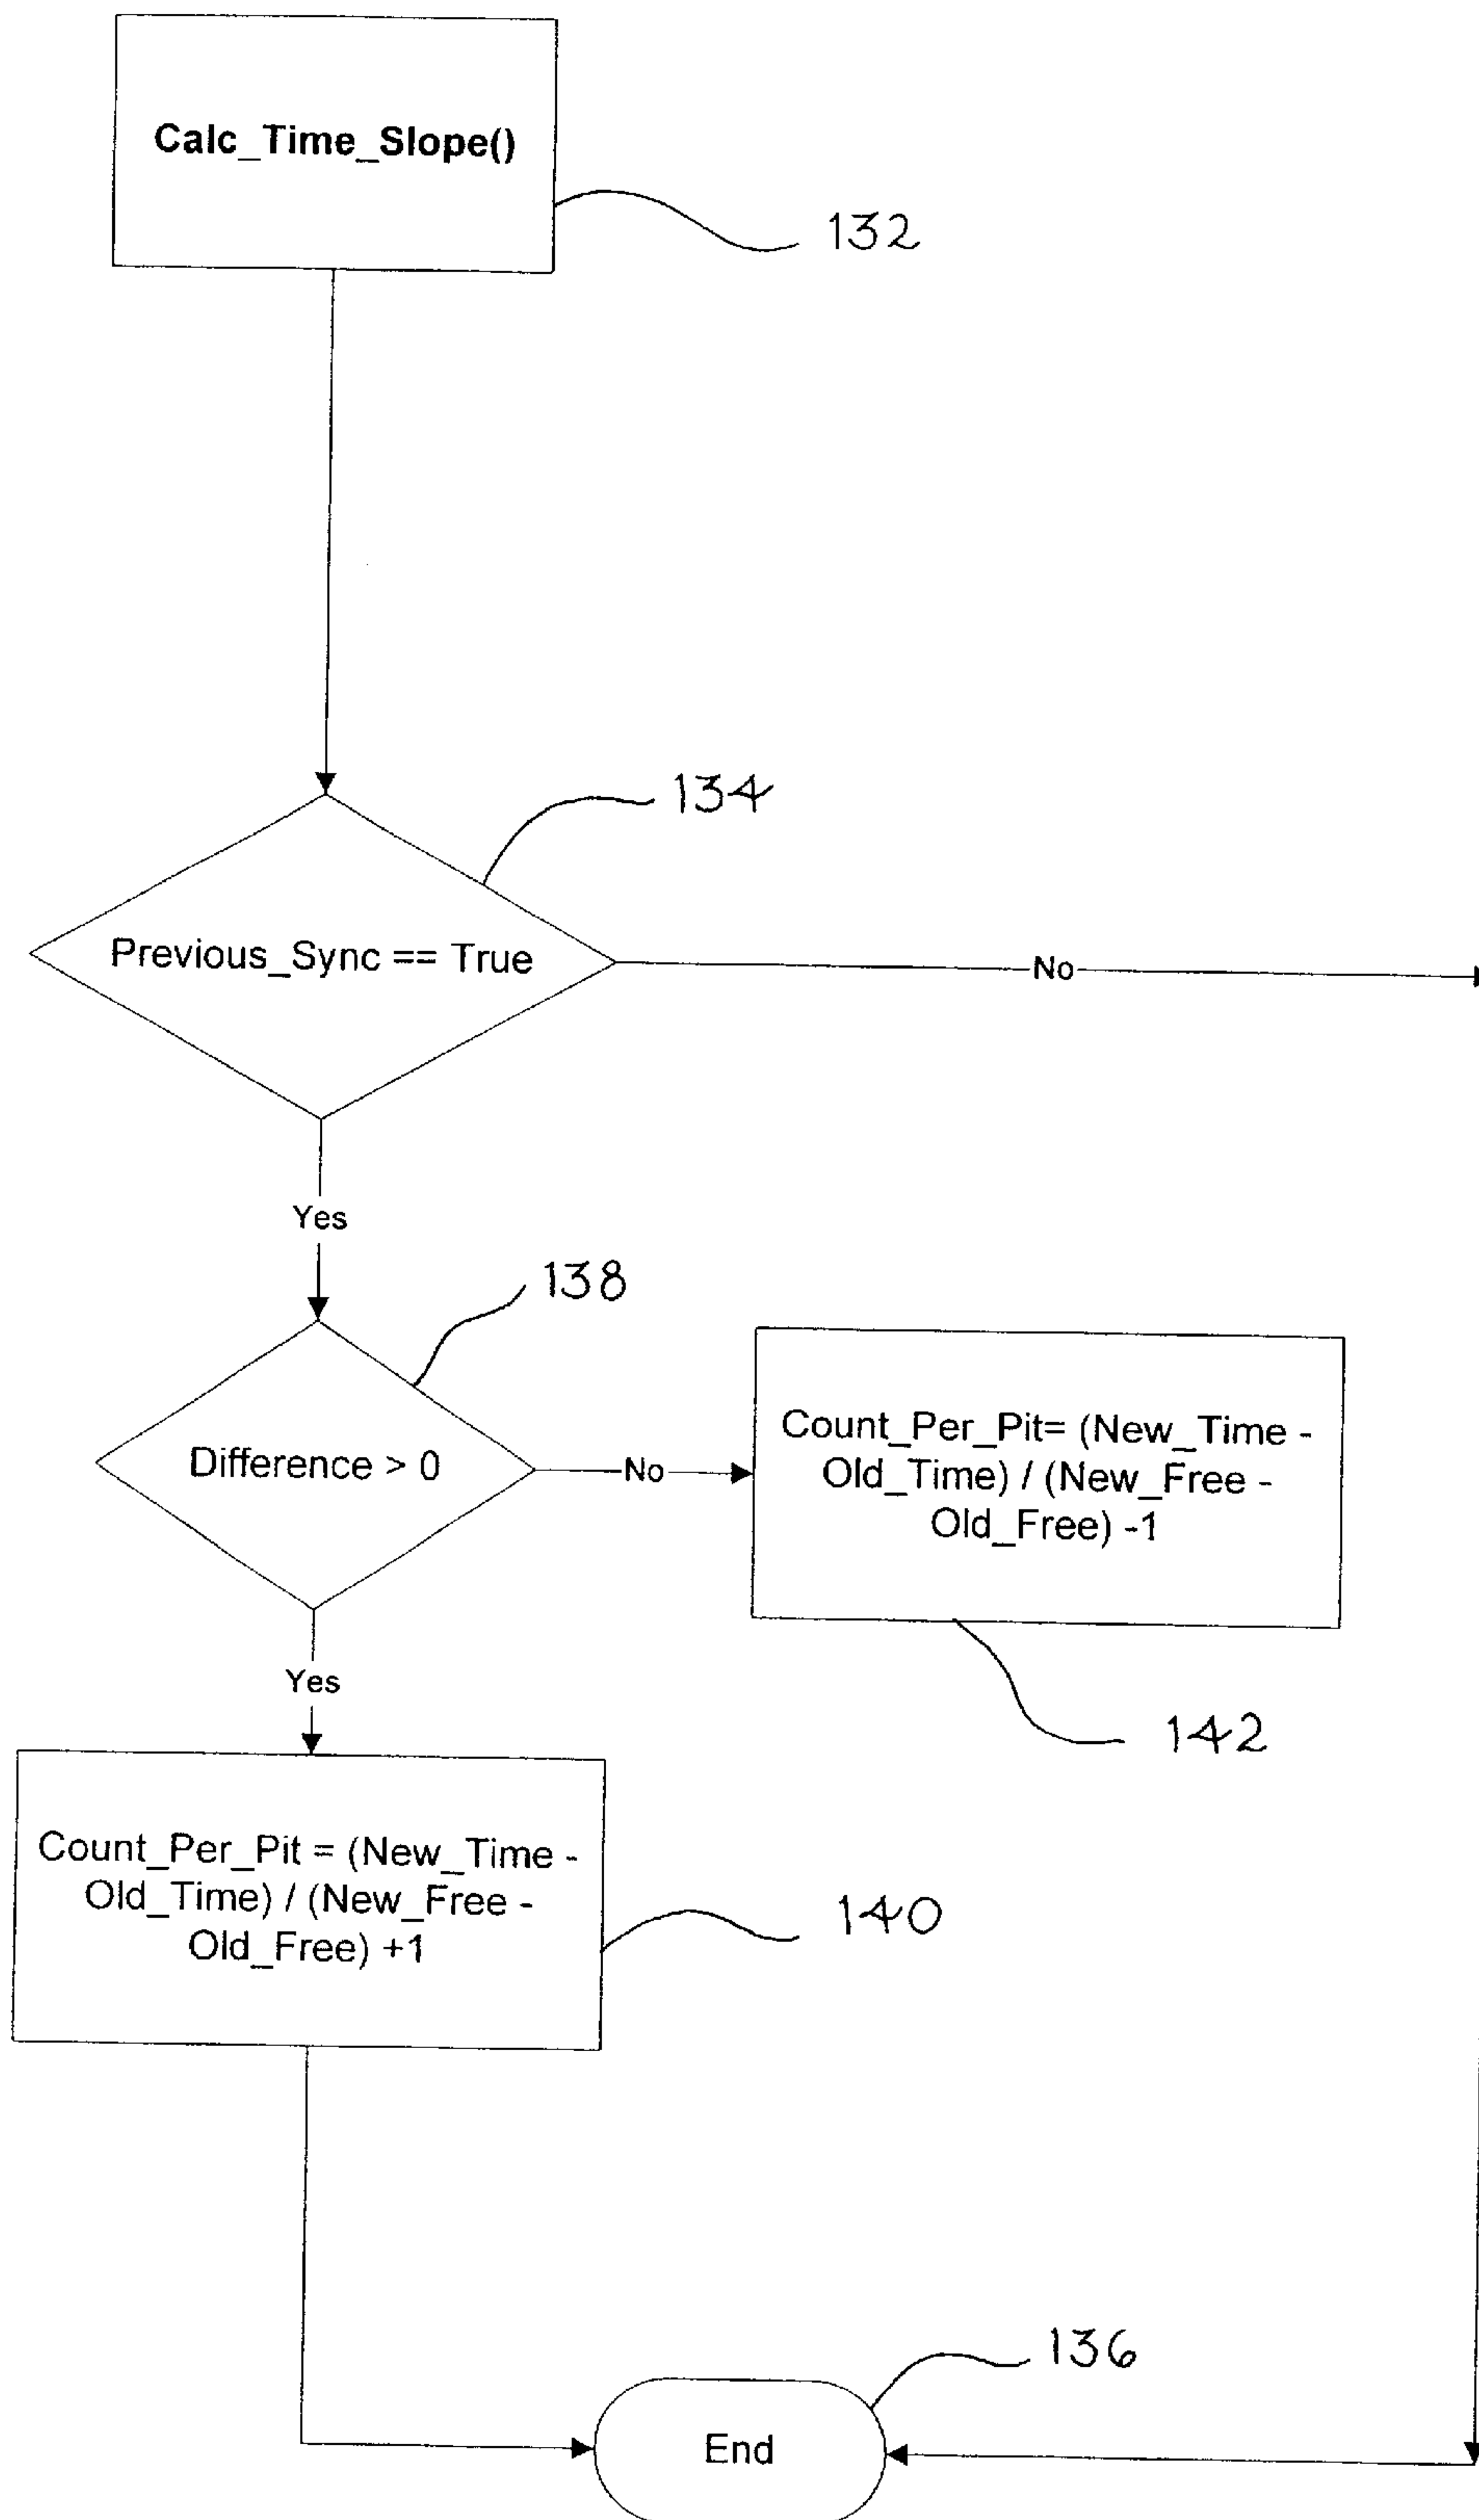 Calc_Time_Slope()
132
134
Previous_Sync == True
No
Yes
138
Difference > 0
No
Count_Per_Pit= (New_Time -
Old_Time) / (New_Free -
Old_Free) -1
142
Yes
Count_Per_Pit = (New_Time -
Old_Time) / (New_Free -
Old_Free) +1
140
136
End